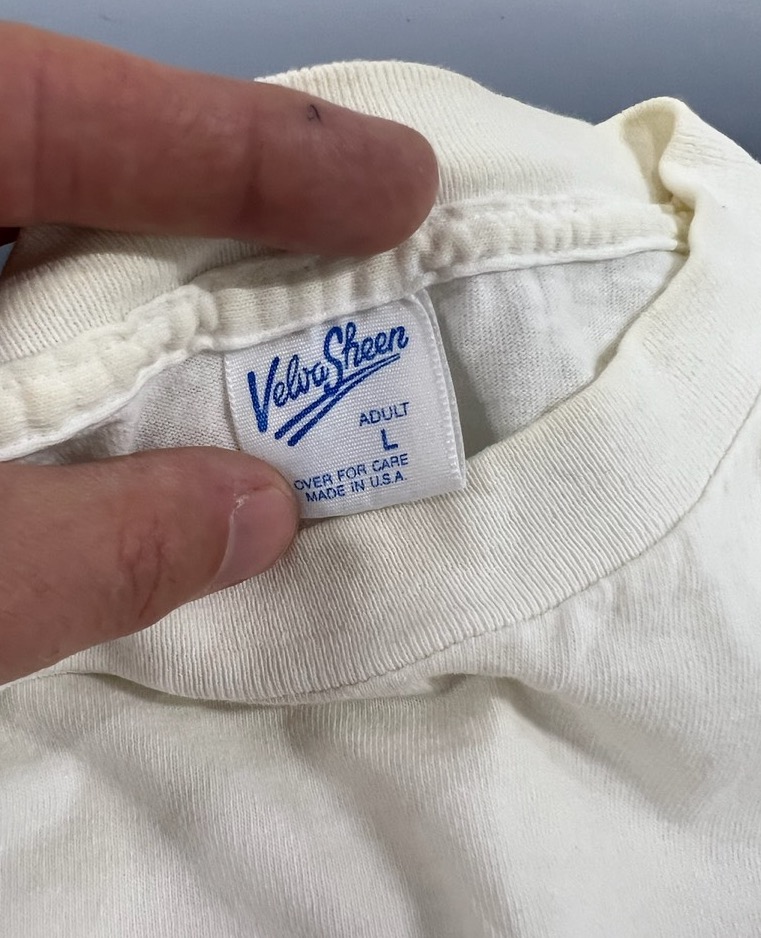 Velva Sheen
ADULT
L
OVER FOR CARE
MADE IN U.S.A.